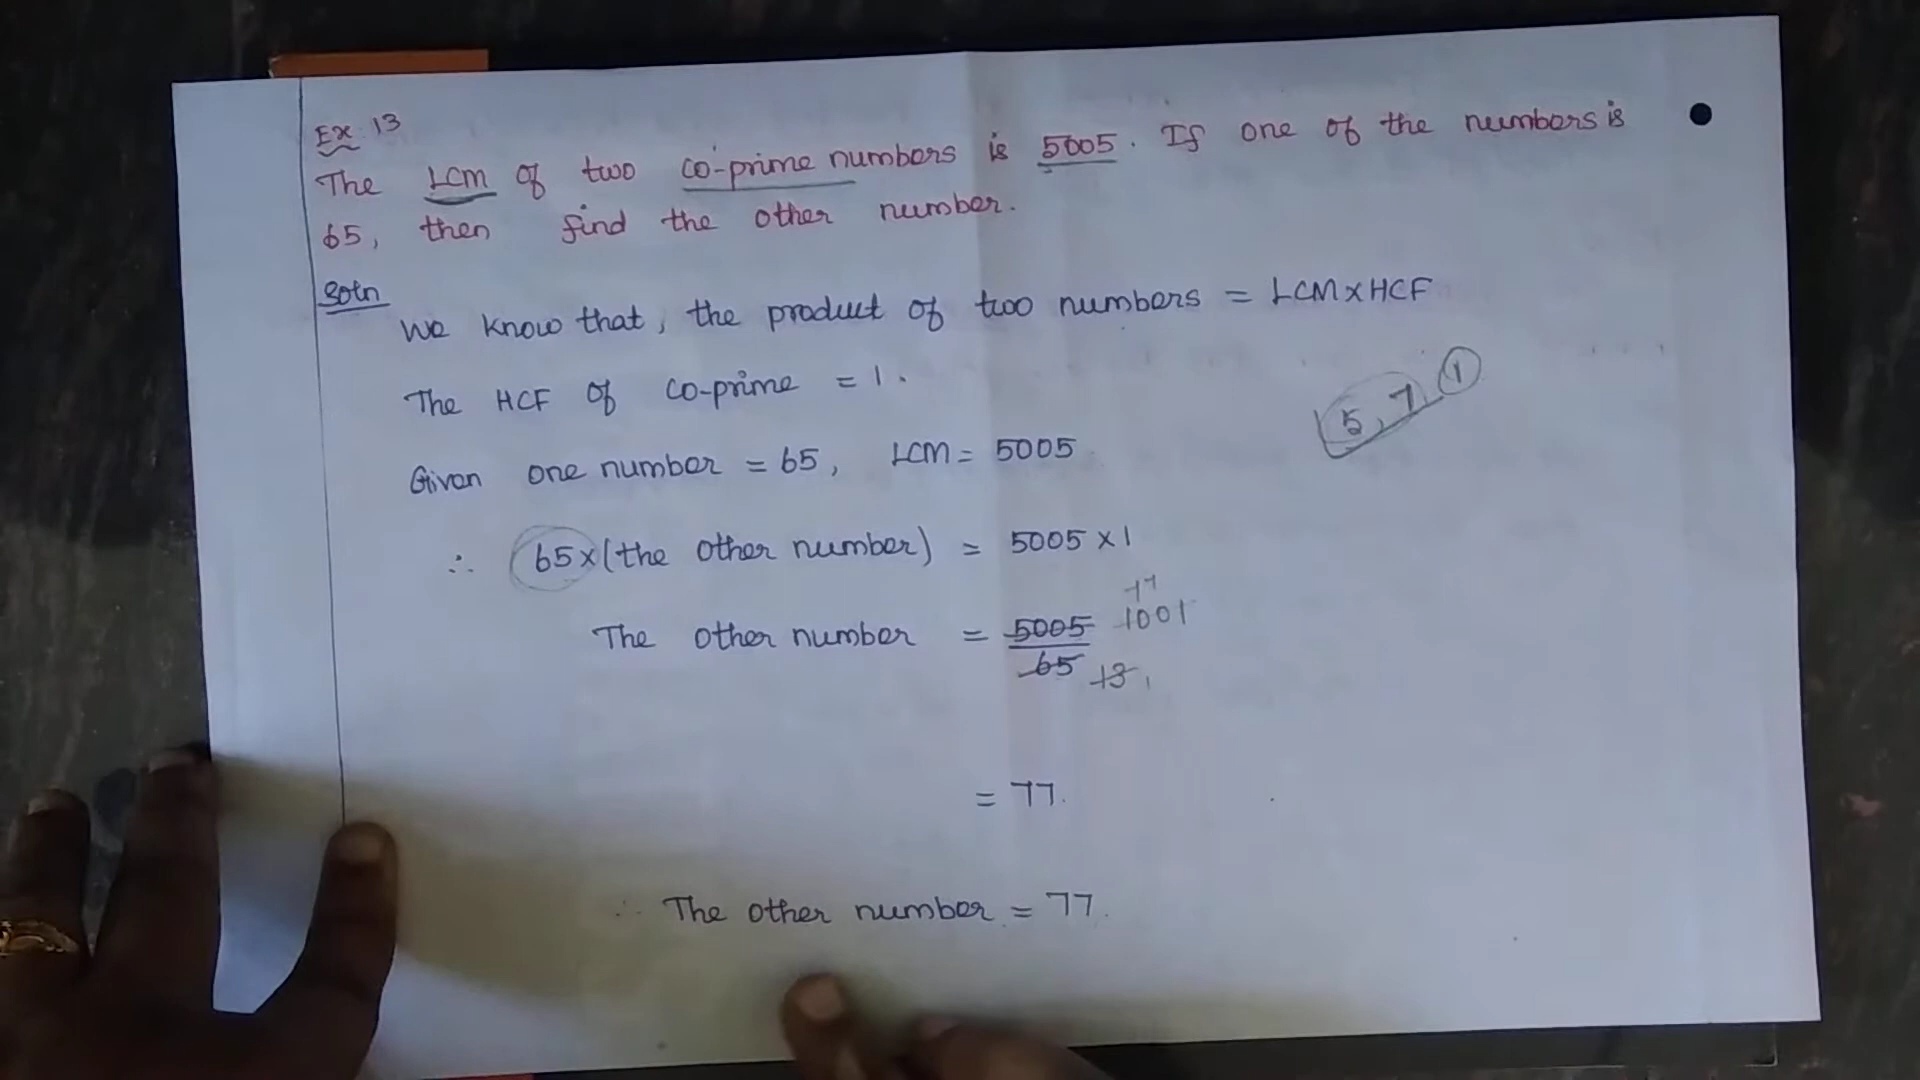 Ex 13
The LCM of two co-prime numbers is 5005. If one of the numbers is
65, then find the other number.
Soln
We know that, the product of two numbers = LCM x HCF
The HCF of co-prime = 1.
5, 7, 1
Given one number = 65, LCM = 5005
∴ 65 x (the other number) = 5005 x 1
77
The other number = 5005 1001
65 13 1
= 77.
∴ The other number = 77.